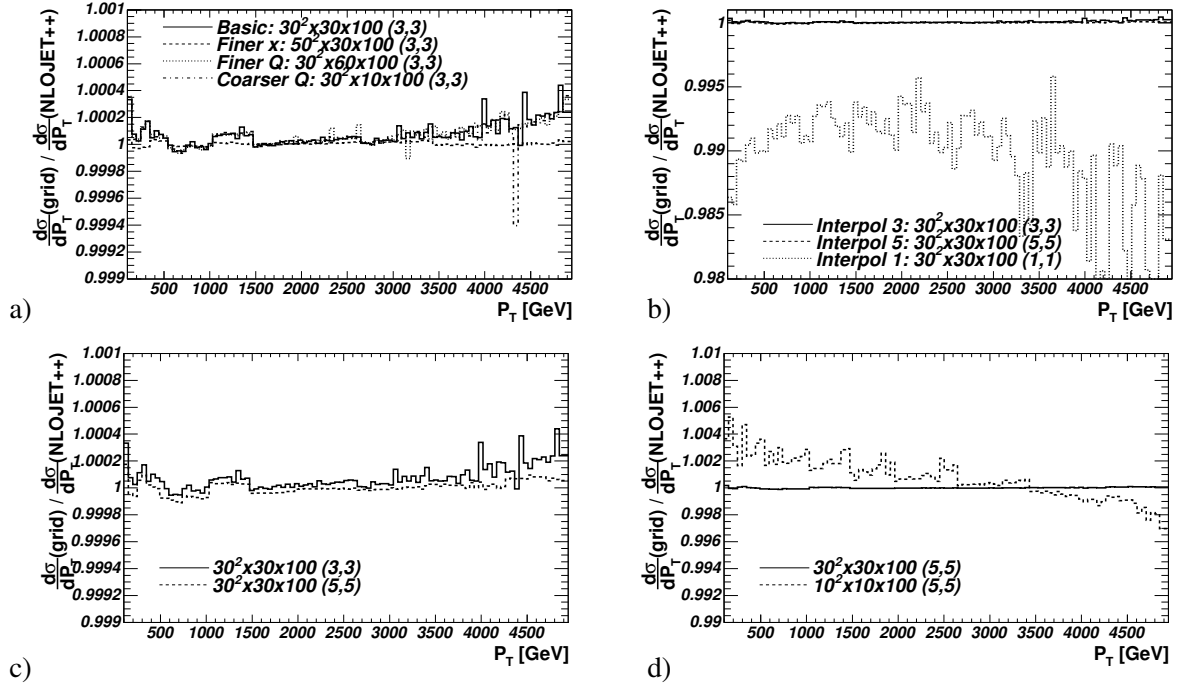 dσ/dP_T(grid) / dσ/dP_T(NLOJET++)
1.001
1.0008
1.0006
1.0004
1.0002
1
0.9998
0.9996
0.9994
0.9992
0.999
Basic: 30²x30x100 (3,3)
Finer x: 50²x30x100 (3,3)
Finer Q: 30²x60x100 (3,3)
Coarser Q: 30²x10x100 (3,3)
500 1000 1500 2000 2500 3000 3500 4000 4500
P_T [GeV]
a)
dσ/dP_T(grid) / dσ/dP_T(NLOJET++)
1
0.995
0.99
0.985
0.98
Interpol 3: 30²x30x100 (3,3)
Interpol 5: 30²x30x100 (5,5)
Interpol 1: 30²x30x100 (1,1)
500 1000 1500 2000 2500 3000 3500 4000 4500
P_T [GeV]
b)
dσ/dP_T(grid) / dσ/dP_T(NLOJET++)
1.001
1.0008
1.0006
1.0004
1.0002
1
0.9998
0.9996
0.9994
0.9992
0.999
30²x30x100 (3,3)
30²x30x100 (5,5)
500 1000 1500 2000 2500 3000 3500 4000 4500
P_T [GeV]
c)
dσ/dP_T(grid) / dσ/dP_T(NLOJET++)
1.01
1.008
1.006
1.004
1.002
1
0.998
0.996
0.994
0.992
0.99
30²x30x100 (5,5)
10²x10x100 (5,5)
500 1000 1500 2000 2500 3000 3500 4000 4500
P_T [GeV]
d)